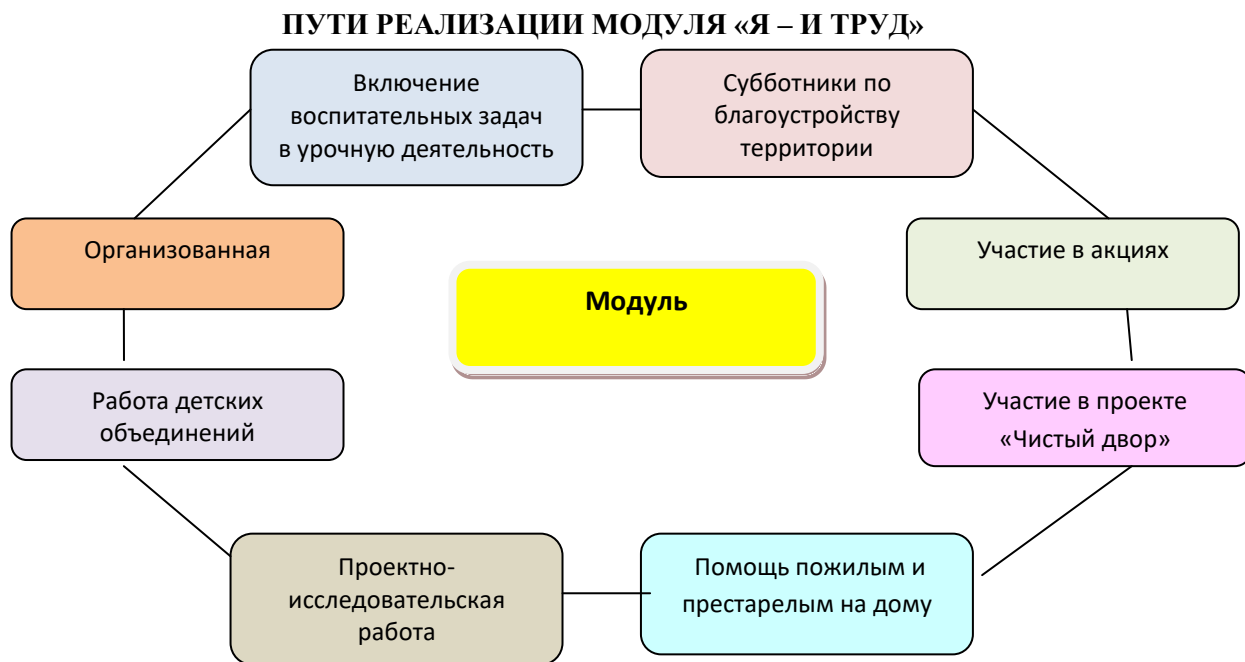 ПУТИ РЕАЛИЗАЦИИ МОДУЛЯ «Я – И ТРУД»
Включение
воспитательных задач
в урочную деятельность
Субботники по
благоустройству
территории
Организованная
Участие в акциях
Модуль
Работа детских
объединений
Участие в проекте
«Чистый двор»
Проектно-
исследовательская
работа
Помощь пожилым и
престарелым на дому